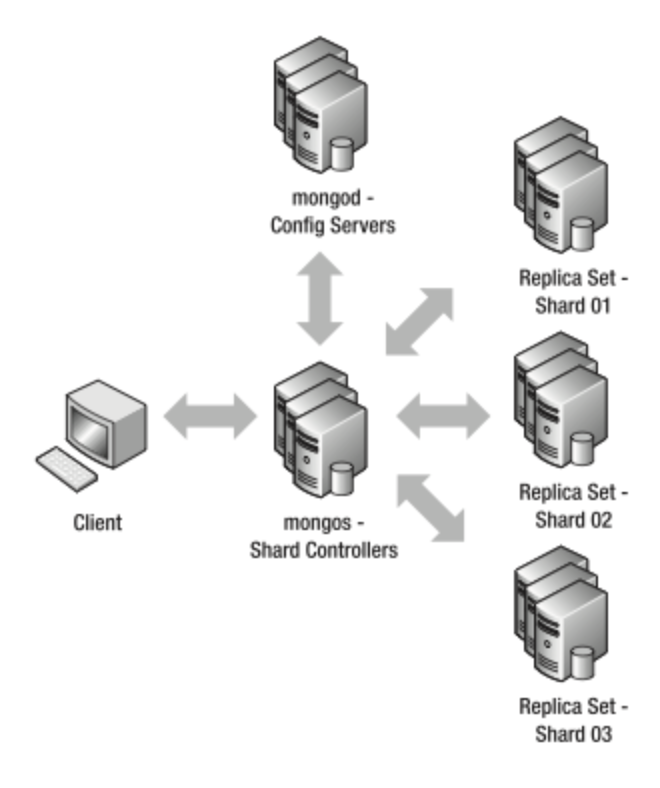 mongod -
Config Servers
Replica Set -
Shard 01
Client
mongos -
Shard Controllers
Replica Set -
Shard 02
Replica Set -
Shard 03